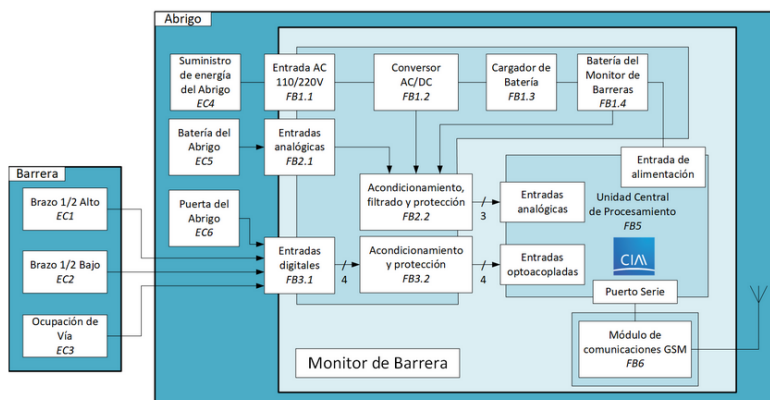 Abrigo
Suministro
de energía
del Abrigo
EC4
Entrada AC
110/220V
FB1.1
Conversor
AC/DC
FB1.2
Cargador de
Batería
FB1.3
Batería del
Monitor de
Barreras
FB1.4
Batería del
Abrigo
EC5
Entradas
analógicas
FB2.1
Entrada de
alimentación
Barrera
Brazo 1/2 Alto
EC1
Puerta del
Abrigo
EC6
Acondicionamiento,
filtrado y protección
FB2.2
3
Entradas
analógicas
Unidad Central
de Procesamiento
FB5
Brazo 1/2 Bajo
EC2
Entradas
digitales
FB3.1
4
Acondicionamiento
y protección
FB3.2
4
Entradas
optoacopladas
CIAA
Puerto Serie
Ocupación de
Vía
EC3
Monitor de Barrera
Módulo de
comunicaciones GSM
FB6